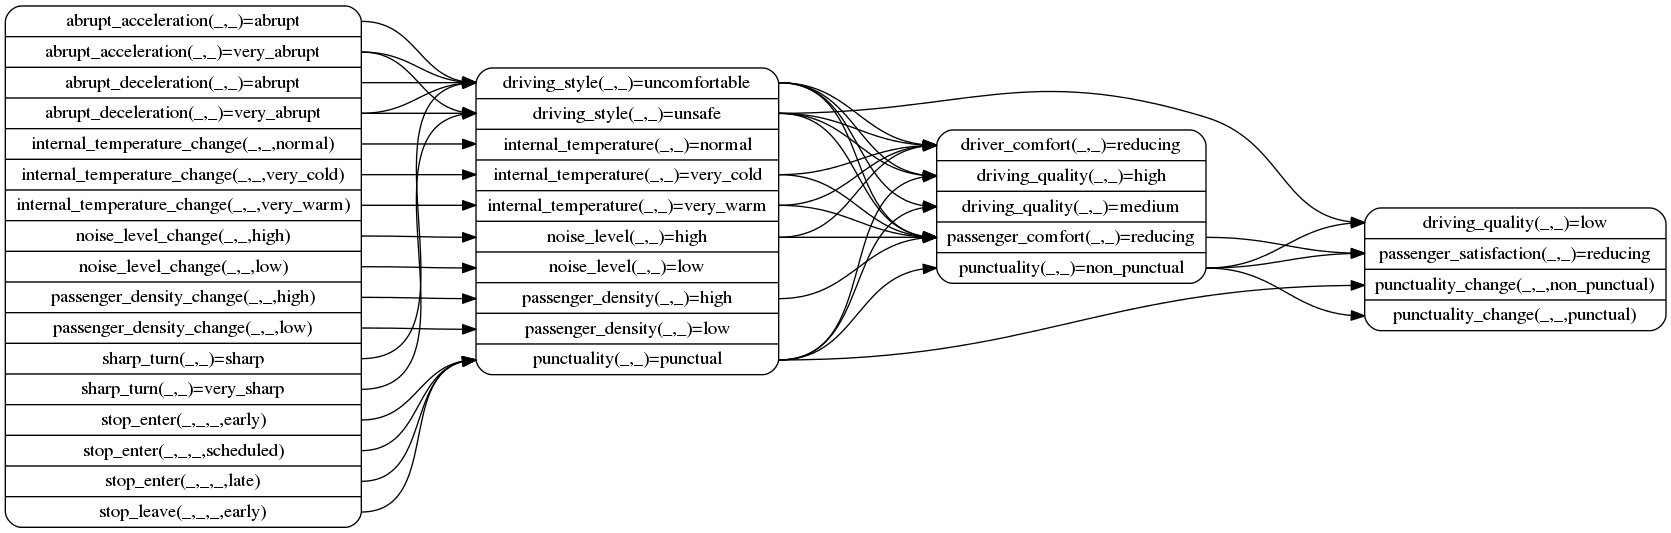 abrupt_acceleration(_,_)=abrupt
abrupt_acceleration(_,_)=very_abrupt
abrupt_deceleration(_,_)=abrupt
abrupt_deceleration(_,_)=very_abrupt
internal_temperature_change(_,_,normal)
internal_temperature_change(_,_,very_cold)
internal_temperature_change(_,_,very_warm)
noise_level_change(_,_,high)
noise_level_change(_,_,low)
passenger_density_change(_,_,high)
passenger_density_change(_,_,low)
sharp_turn(_,_)=sharp
sharp_turn(_,_)=very_sharp
stop_enter(_,_,_,early)
stop_enter(_,_,_,scheduled)
stop_enter(_,_,_,late)
stop_leave(_,_,_,early)
driving_style(_,_)=uncomfortable
driving_style(_,_)=unsafe
internal_temperature(_,_)=normal
internal_temperature(_,_)=very_cold
internal_temperature(_,_)=very_warm
noise_level(_,_)=high
noise_level(_,_)=low
passenger_density(_,_)=high
passenger_density(_,_)=low
punctuality(_,_)=punctual
driver_comfort(_,_)=reducing
driving_quality(_,_)=high
driving_quality(_,_)=medium
passenger_comfort(_,_)=reducing
punctuality(_,_)=non_punctual
driving_quality(_,_)=low
passenger_satisfaction(_,_)=reducing
punctuality_change(_,_,non_punctual)
punctuality_change(_,_,punctual)